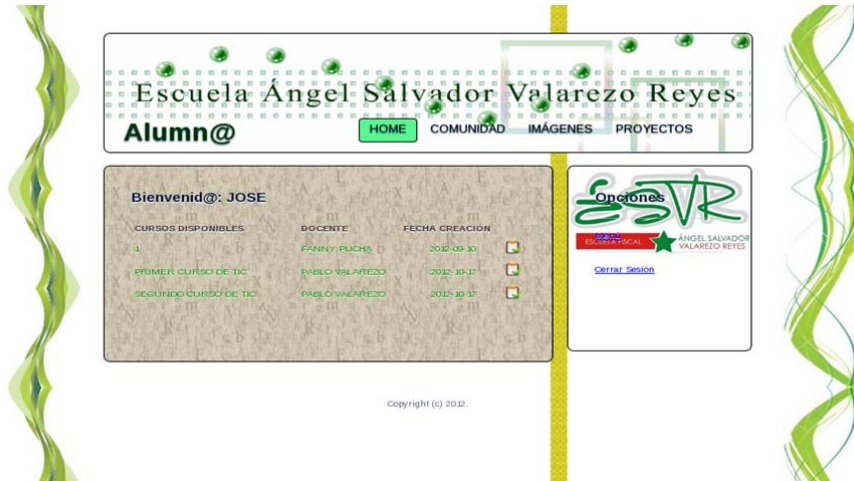 Escuela Ángel Salvador Valarezo Reyes
Alumn@
HOME COMUNIDAD IMÁGENES PROYECTOS
Bienvenid@: JOSE
CURSOS DISPONIBLES DOCENTE FECHA CREACIÓN
1 FANNY PUCHA 2012-09-10
PRIMER CURSO DE TIC PABLO VALAREZO 2012-10-17
SEGUNDO CURSO DE TIC PABLO VALAREZO 2012-10-17
Opciones
ESVR
ESCUELA FISCAL
ÁNGEL SALVADOR
VALAREZO REYES
Cerrar Sesión
Copyright (c) 2012.